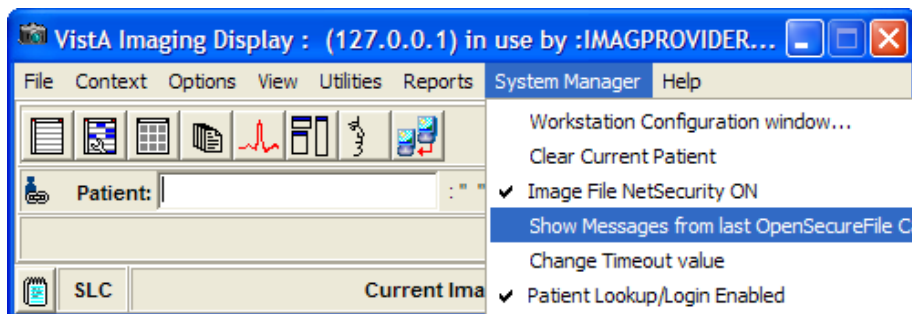 VistA Imaging Display : (127.0.0.1) in use by :IMAGPROVIDER...
File Context Options View Utilities Reports System Manager Help
Workstation Configuration window...
Clear Current Patient
Patient: : " "
Image File NetSecurity ON
Show Messages from last OpenSecureFile
Change Timeout value
SLC Current
Patient Lookup/Login Enabled